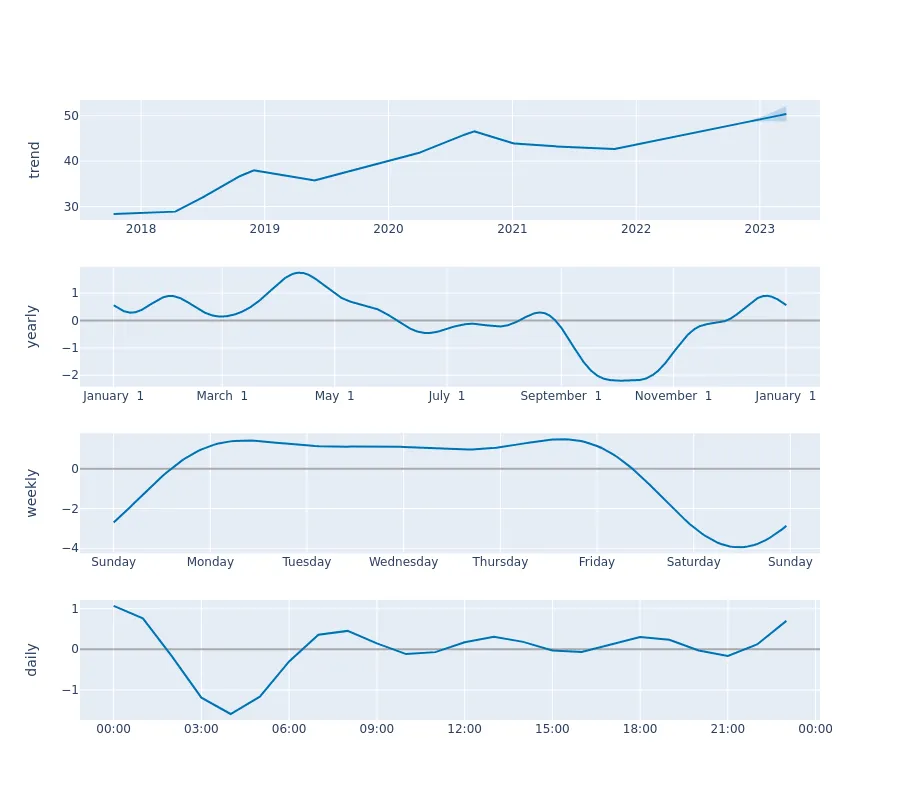 trend
50
40
30
2018 2019 2020 2021 2022 2023
yearly
1
0
−1
−2
January 1 March 1 May 1 July 1 September 1 November 1 January 1
weekly
0
−2
−4
Sunday Monday Tuesday Wednesday Thursday Friday Saturday Sunday
daily
1
0
−1
00:00 03:00 06:00 09:00 12:00 15:00 18:00 21:00 00:00